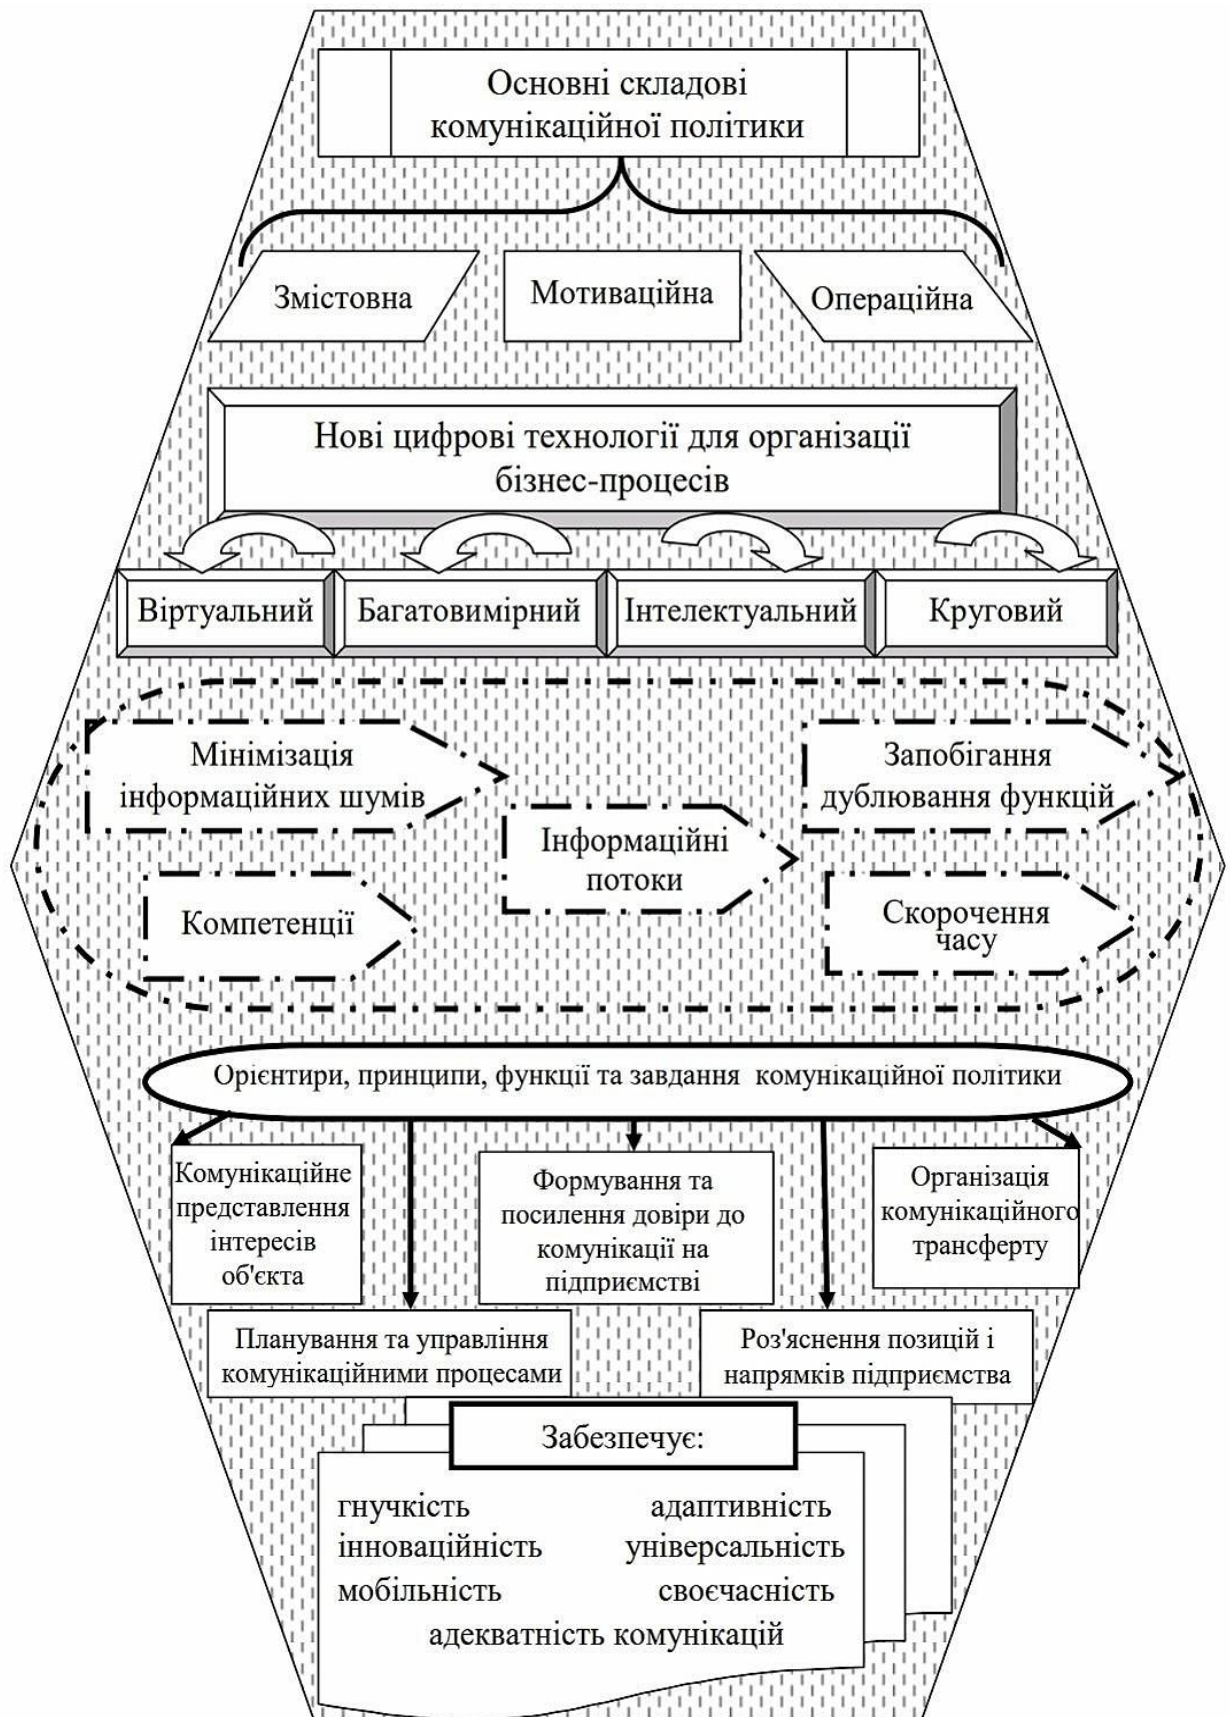 Основні складові
комунікаційної політики
Змістовна
Мотиваційна
Операційна
Нові цифрові технології для організації
бізнес-процесів
Віртуальний
Багатовимірний
Інтелектуальний
Круговий
Мінімізація
інформаційних шумів
Запобігання
дублювання функцій
Інформаційні
потоки
Компетенції
Скорочення
часу
Орієнтири, принципи, функції та завдання комунікаційної політики
Комунікаційне
представлення
інтересів
об'єкта
Формування та
посилення довіри до
комунікації на
підприємстві
Організація
комунікаційного
трансферту
Планування та управління
комунікаційними процесами
Роз'яснення позицій і
напрямків підприємства
Забезпечує:
гнучкість адаптивність
інноваційність універсальність
мобільність своєчасність
адекватність комунікацій